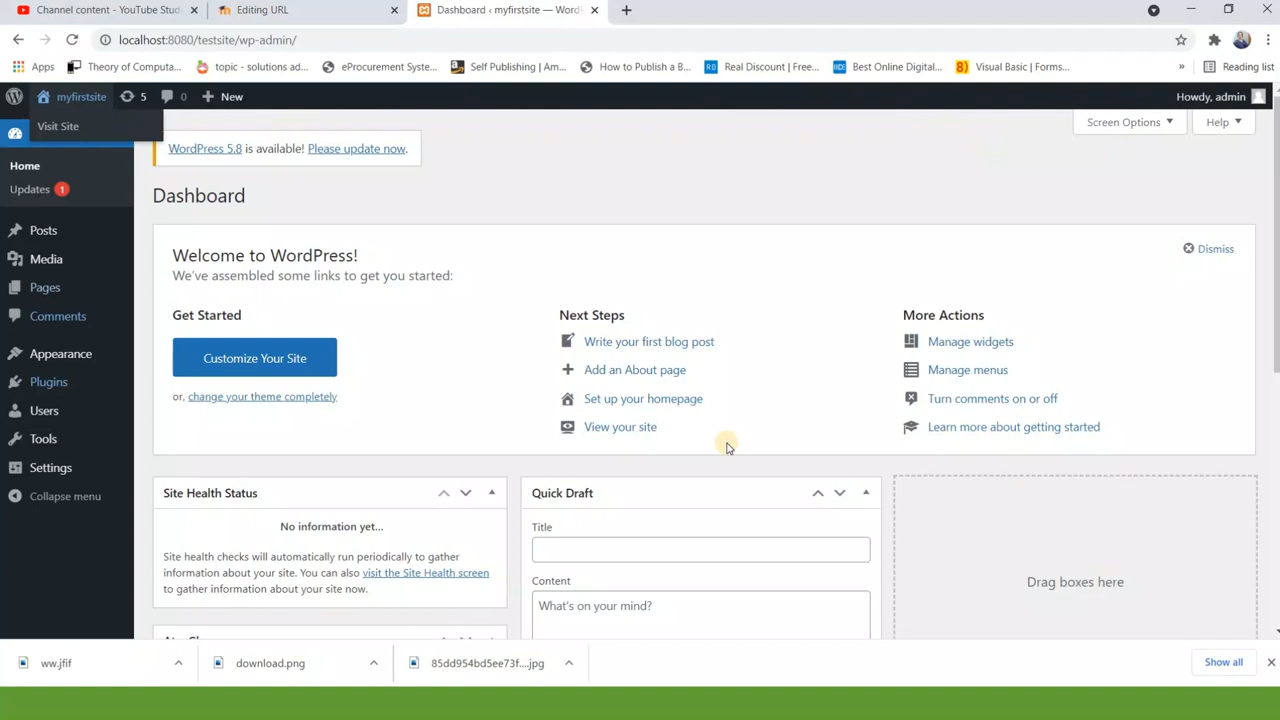 Channel content - YouTube Studi
Editing URL
Dashboard ‹ myfirstsite — Word
localhost:8080/testsite/wp-admin/
Apps
Theory of Computa...
topic - solutions ad...
eProcurement Syste...
Self Publishing | Am...
How to Publish a B...
RD
Real Discount | Free...
Best Online Digital...
8)
Visual Basic | Forms...
»
Reading list
myfirstsite
5
0
New
Howdy, admin
Visit Site
Screen Options
Help
WordPress 5.8 is available! Please update now.
Home
Updates 1
Dashboard
Posts
Media
Pages
Comments
Appearance
Plugins
Users
Tools
Settings
Collapse menu
Welcome to WordPress!
We've assembled some links to get you started:
Dismiss
Get Started
Customize Your Site
or, change your theme completely
Next Steps
Write your first blog post
Add an About page
Set up your homepage
View your site
More Actions
Manage widgets
Manage menus
Turn comments on or off
Learn more about getting started
Site Health Status
No information yet...
Site health checks will automatically run periodically to gather
information about your site. You can also visit the Site Health screen
to gather information about your site now.
Quick Draft
Title
Content
What's on your mind?
Drag boxes here
ww.jfif
download.png
85dd954bd5ee73f....jpg
Show all